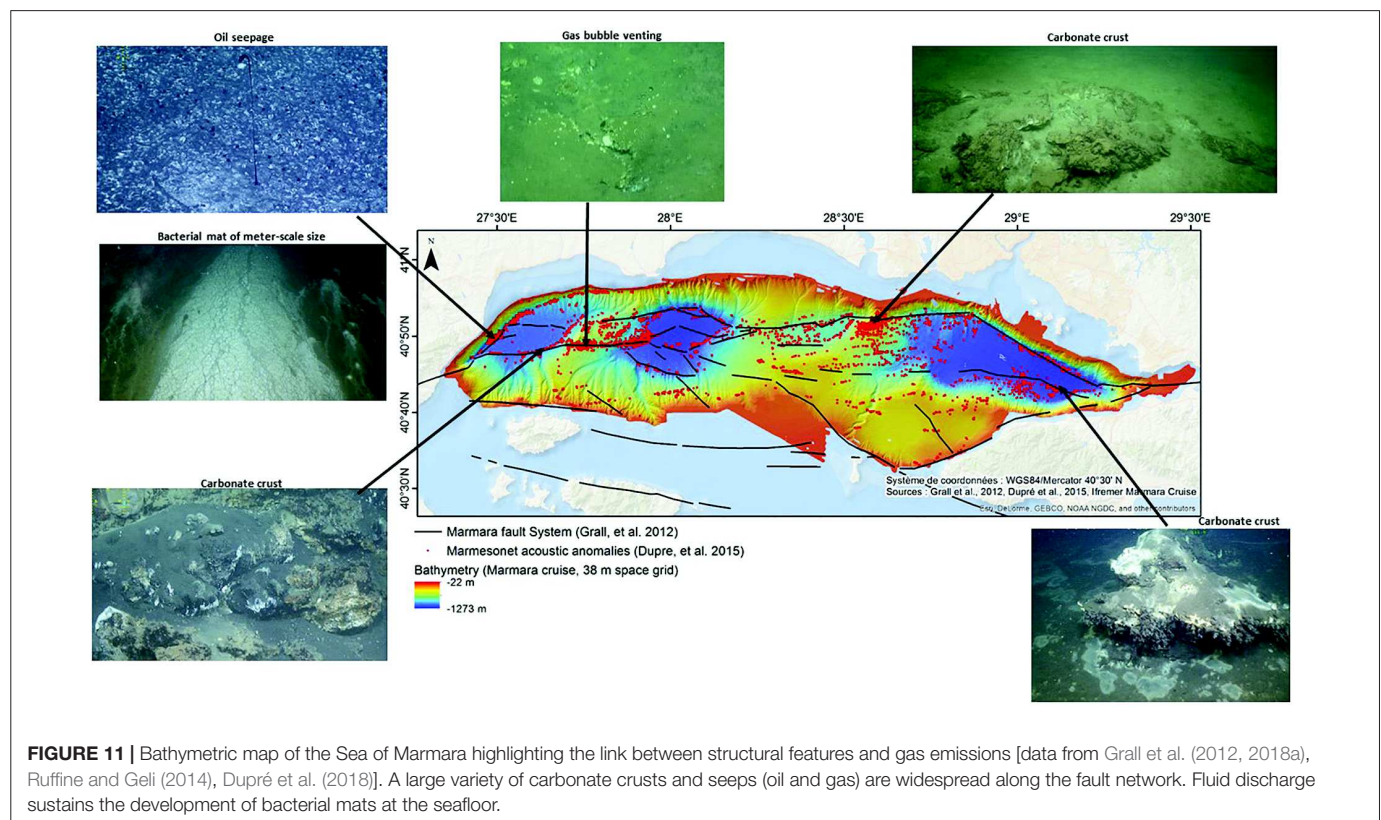 Oil seepage
Gas bubble venting
Carbonate crust
Bacterial mat of meter-scale size
27°30'E 28°E 28°30'E 29°E 29°30'E
N
41°N
40°50'N
40°40'N
40°30'N
Carbonate crust
Système de coordonnées : WGS84/Mercator 40°30' N
Sources : Grall et al., 2012, Dupré et al., 2015, Ifremer Marmara Cruise
Esri, DeLorme, GEBCO, NOAA NGDC, and other contributors
Carbonate crust
Marmara fault System (Grall, et al. 2012)
Marmesonet acoustic anomalies (Dupre, et al. 2015)
Bathymetry (Marmara cruise, 38 m space grid)
-22 m
-1273 m
FIGURE 11 | Bathymetric map of the Sea of Marmara highlighting the link between structural features and gas emissions [data from Grall et al. (2012, 2018a),
Ruffine and Geli (2014), Dupré et al. (2018)]. A large variety of carbonate crusts and seeps (oil and gas) are widespread along the fault network. Fluid discharge
sustains the development of bacterial mats at the seafloor.